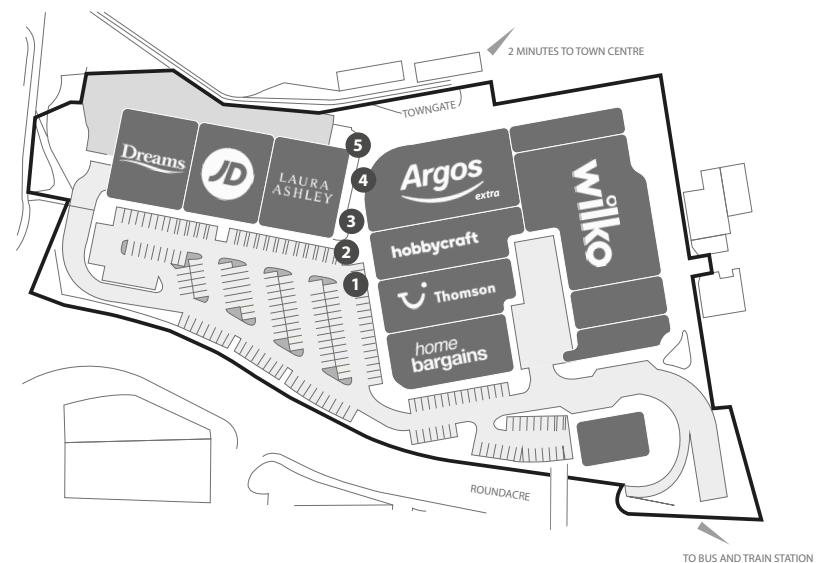 2 MINUTES TO TOWN CENTRE
TOWNGATE
Dreams
JD
LAURA
ASHLEY
5
4
3
2
1
Argos
extra
hobbycraft
Thomson
home
bargains
wilko
ROUNDACRE
TO BUS AND TRAIN STATION